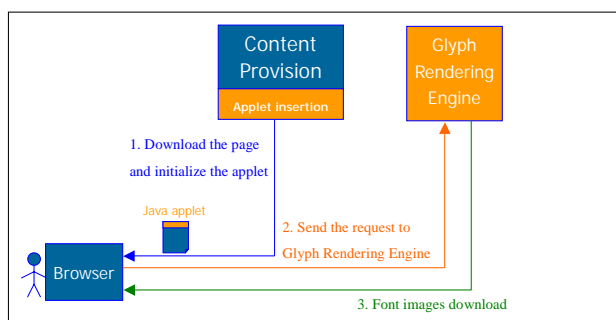 Content
Provision
Applet insertion
Glyph
Rendering
Engine
1. Download the page
and initialize the applet
Java applet
2. Send the request to
Glyph Rendering Engine
Browser
3. Font images download